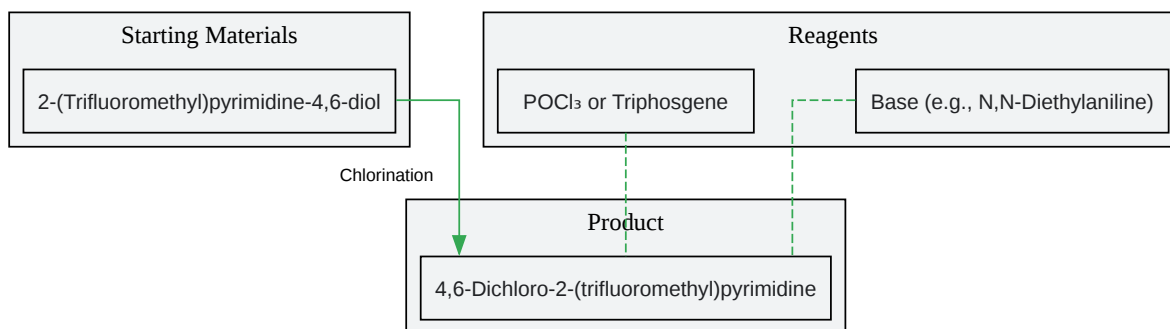 Starting Materials
Reagents
2-(Trifluoromethyl)pyrimidine-4,6-diol
POCl₃ or Triphosgene
Base (e.g., N,N-Diethylaniline)
Chlorination
Product
4,6-Dichloro-2-(trifluoromethyl)pyrimidine